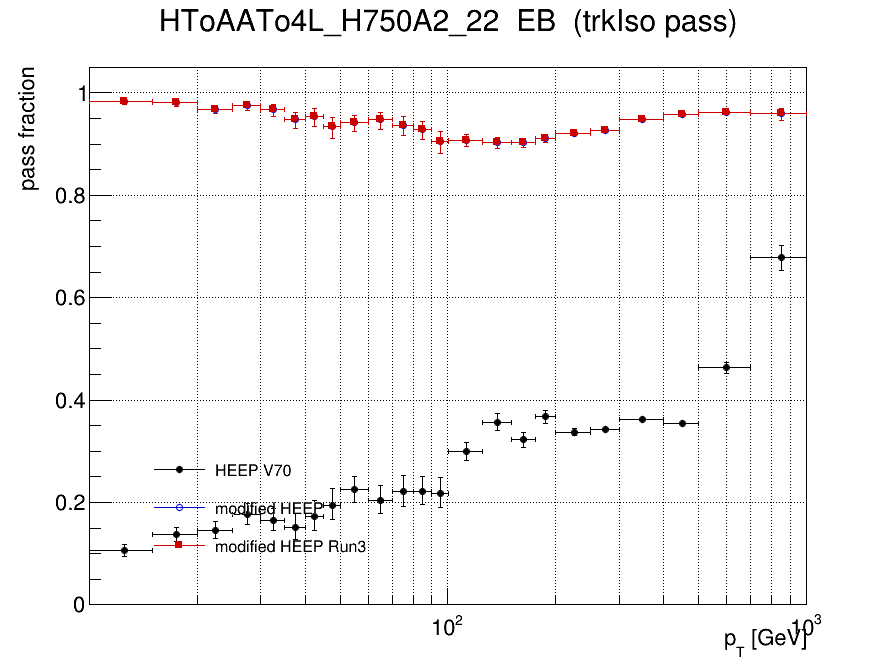 HToAATo4L_H750A2_22 EB (trkIso pass)
pass fraction
1
0.8
0.6
0.4
0.2
0
HEEP V70
modified HEEP
modified HEEP Run3
10²
10³
p_T [GeV]